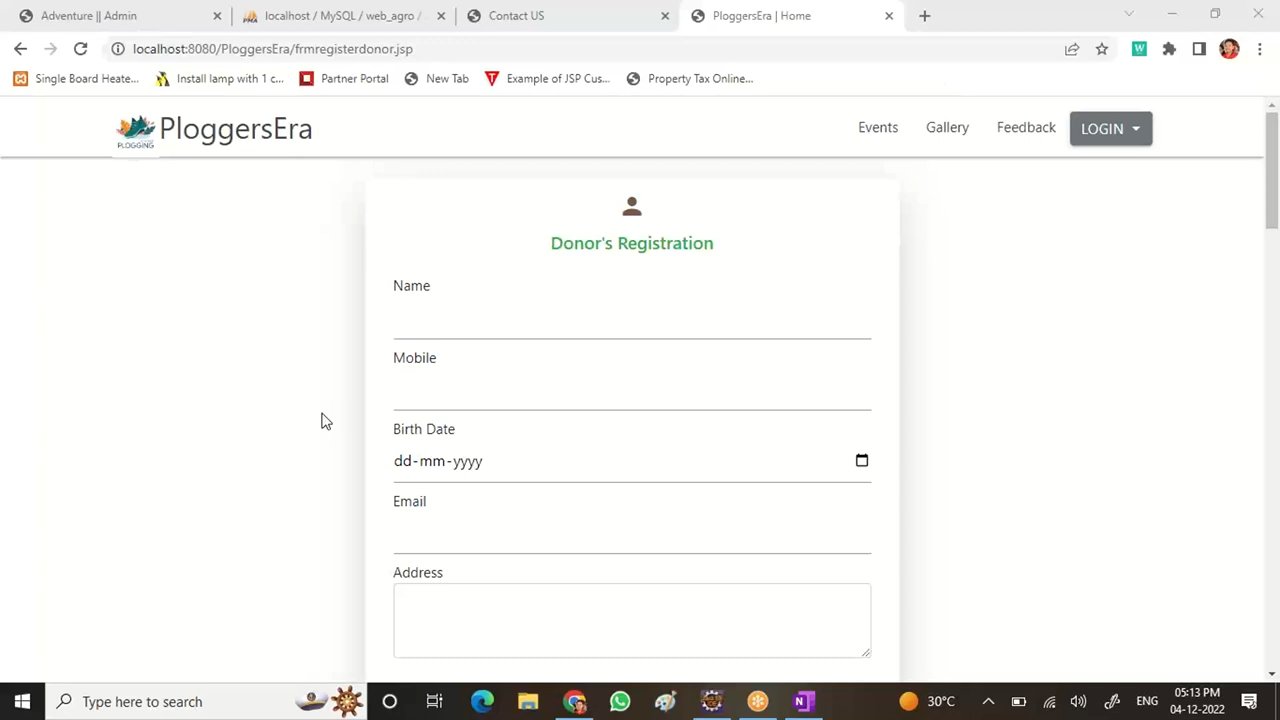 Adventure || Admin
localhost / MySQL / web_agro /
Contact US
PloggersEra | Home
localhost:8080/PloggersEra/frmregisterdonor.jsp
Single Board Heate...
Install lamp with 1 c...
Partner Portal
New Tab
Example of JSP Cus...
Property Tax Online...
PLOGGING
PloggersEra
Events
Gallery
Feedback
LOGIN
Donor's Registration
Name
Mobile
Birth Date
dd-mm-yyyy
Email
Address
Type here to search
30°C
ENG
05:13 PM
04-12-2022